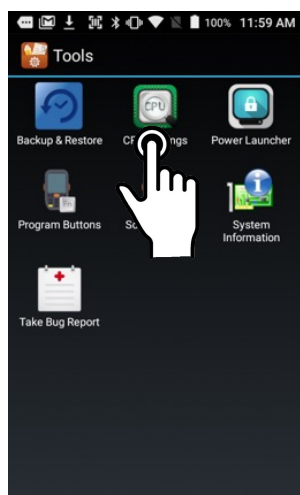 100% 11:59 AM
Tools
CPU
Backup & Restore
Power Launcher
Program Buttons
System
Information
Take Bug Report